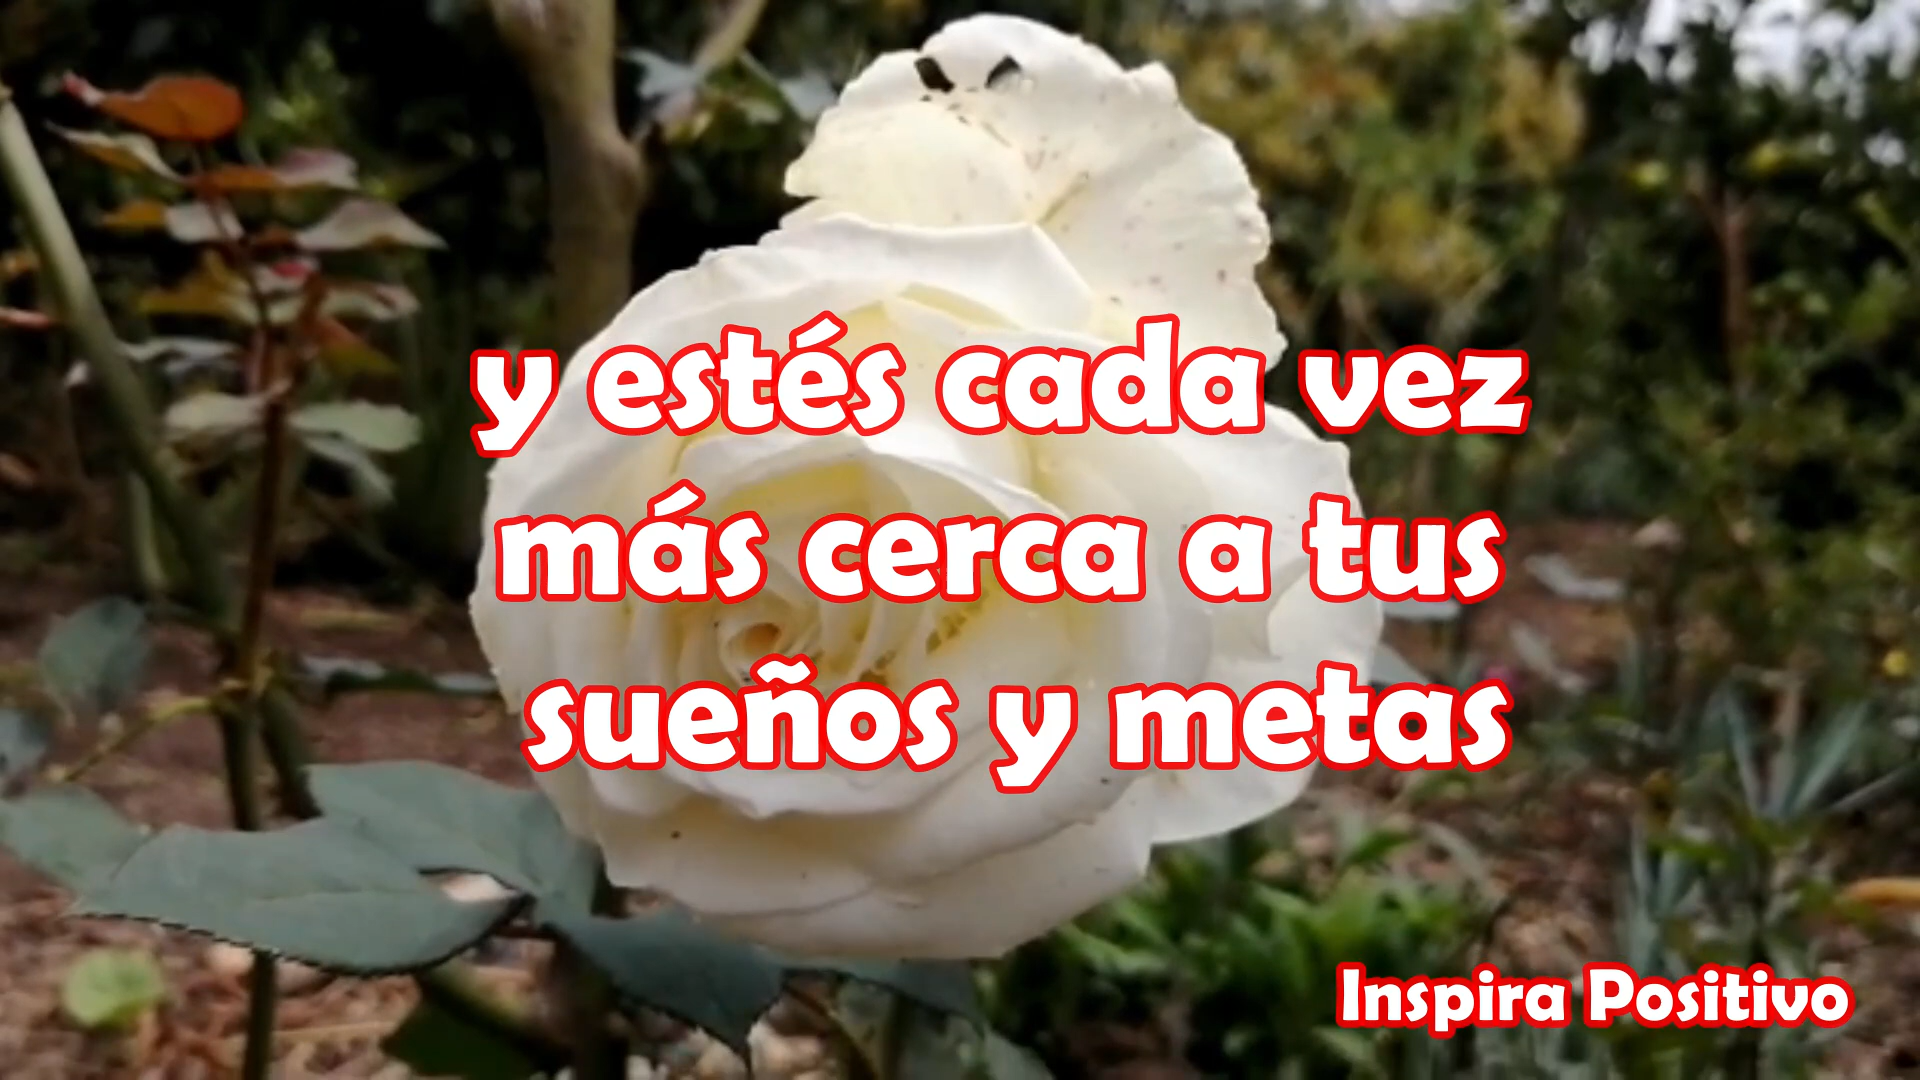 y estés cada vez
más cerca a tus
sueños y metas
Inspira Positivo